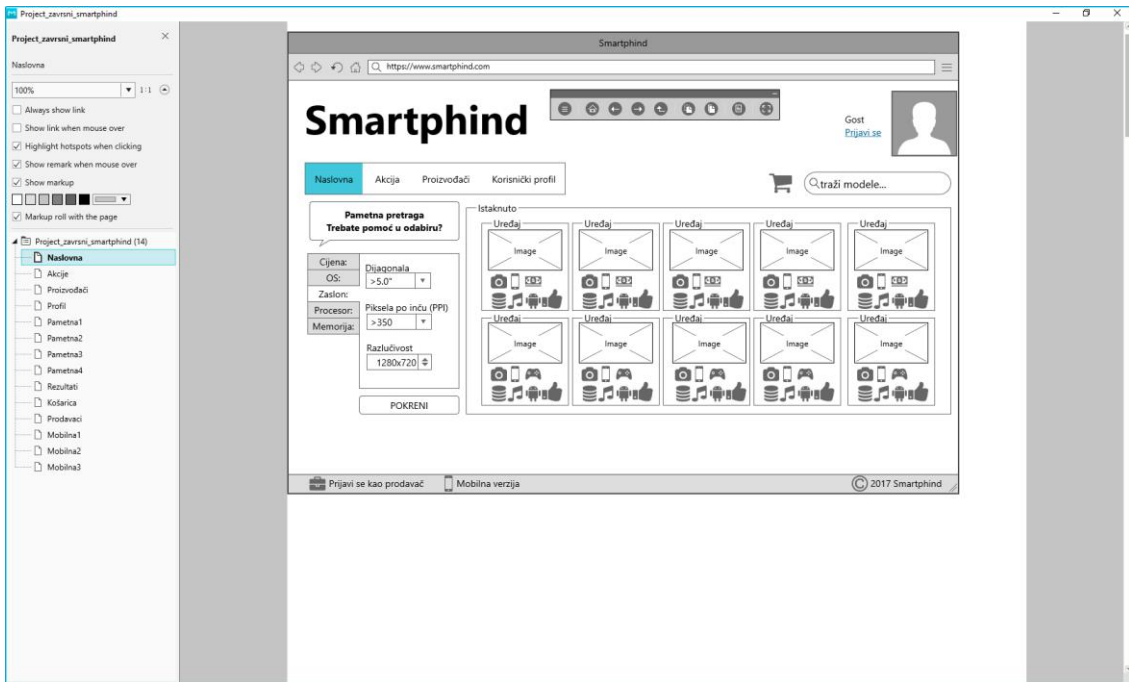 Project_zavrsni_smartphind
Project_zavrsni_smartphind
Naslovna
100%
1:1
Always show link
Show link when mouse over
Highlight hotspots when clicking
Show remark when mouse over
Show markup
Markup roll with the page
Project_zavrsni_smartphind (14)
Naslovna
Akcije
Proizvođači
Profil
Pametna1
Pametna2
Pametna3
Pametna4
Rezultati
Košarica
Prodavaci
Mobilna1
Mobilna2
Mobilna3
Smartphind
https://www.smartphind.com
Smartphind
Gost
Prijavi se
Naslovna Akcija Proizvođači Korisnički profil
traži modele...
Pametna pretraga
Trebate pomoć u odabiru?
Cijena:
OS:
Zaslon:
Procesor:
Memorija:
Dijagonala
>5.0"
Piksela po inču (PPI)
>350
Razlučivost
1280x720
POKRENI
Istaknuto
Uređaj Uređaj Uređaj Uređaj Uređaj
Image Image Image Image Image
Uređaj Uređaj Uređaj Uređaj Uređaj
Image Image Image Image Image
Prijavi se kao prodavač Mobilna verzija © 2017 Smartphind